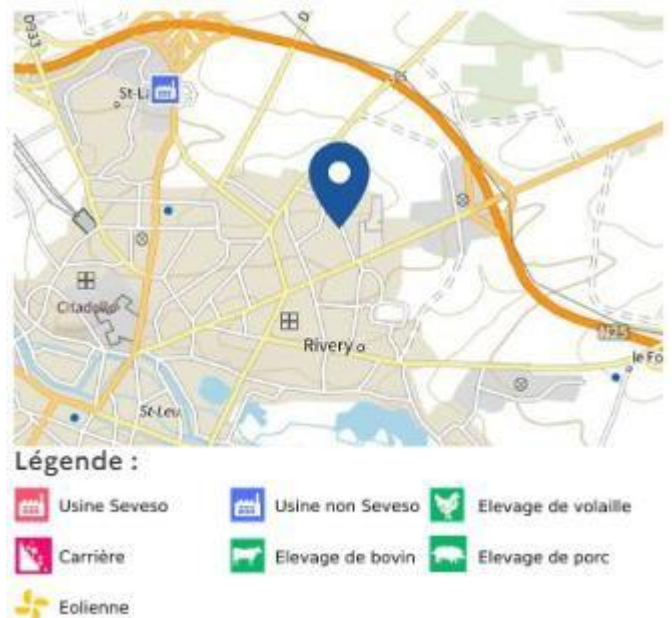 D933
D
St-L
Citadelle
Rivery
N25
le Fo
St-Leu
Légende :
Usine Seveso
Usine non Seveso
Elevage de volaille
Carrière
Elevage de bovin
Elevage de porc
Eolienne